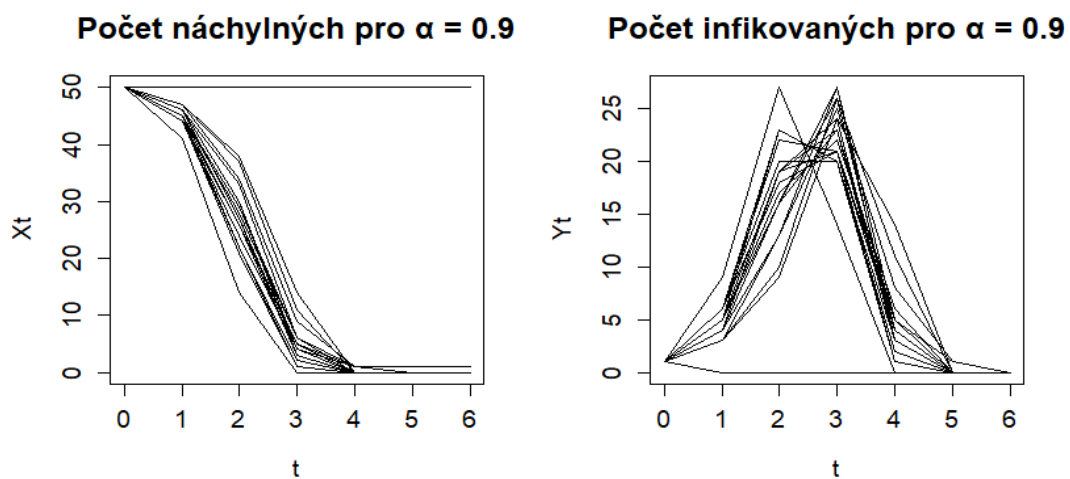 Počet náchylných pro α = 0.9
Xt
50
40
30
20
10
0
0 1 2 3 4 5 6
t
Počet infikovaných pro α = 0.9
Yt
25
20
15
10
5
0
0 1 2 3 4 5 6
t